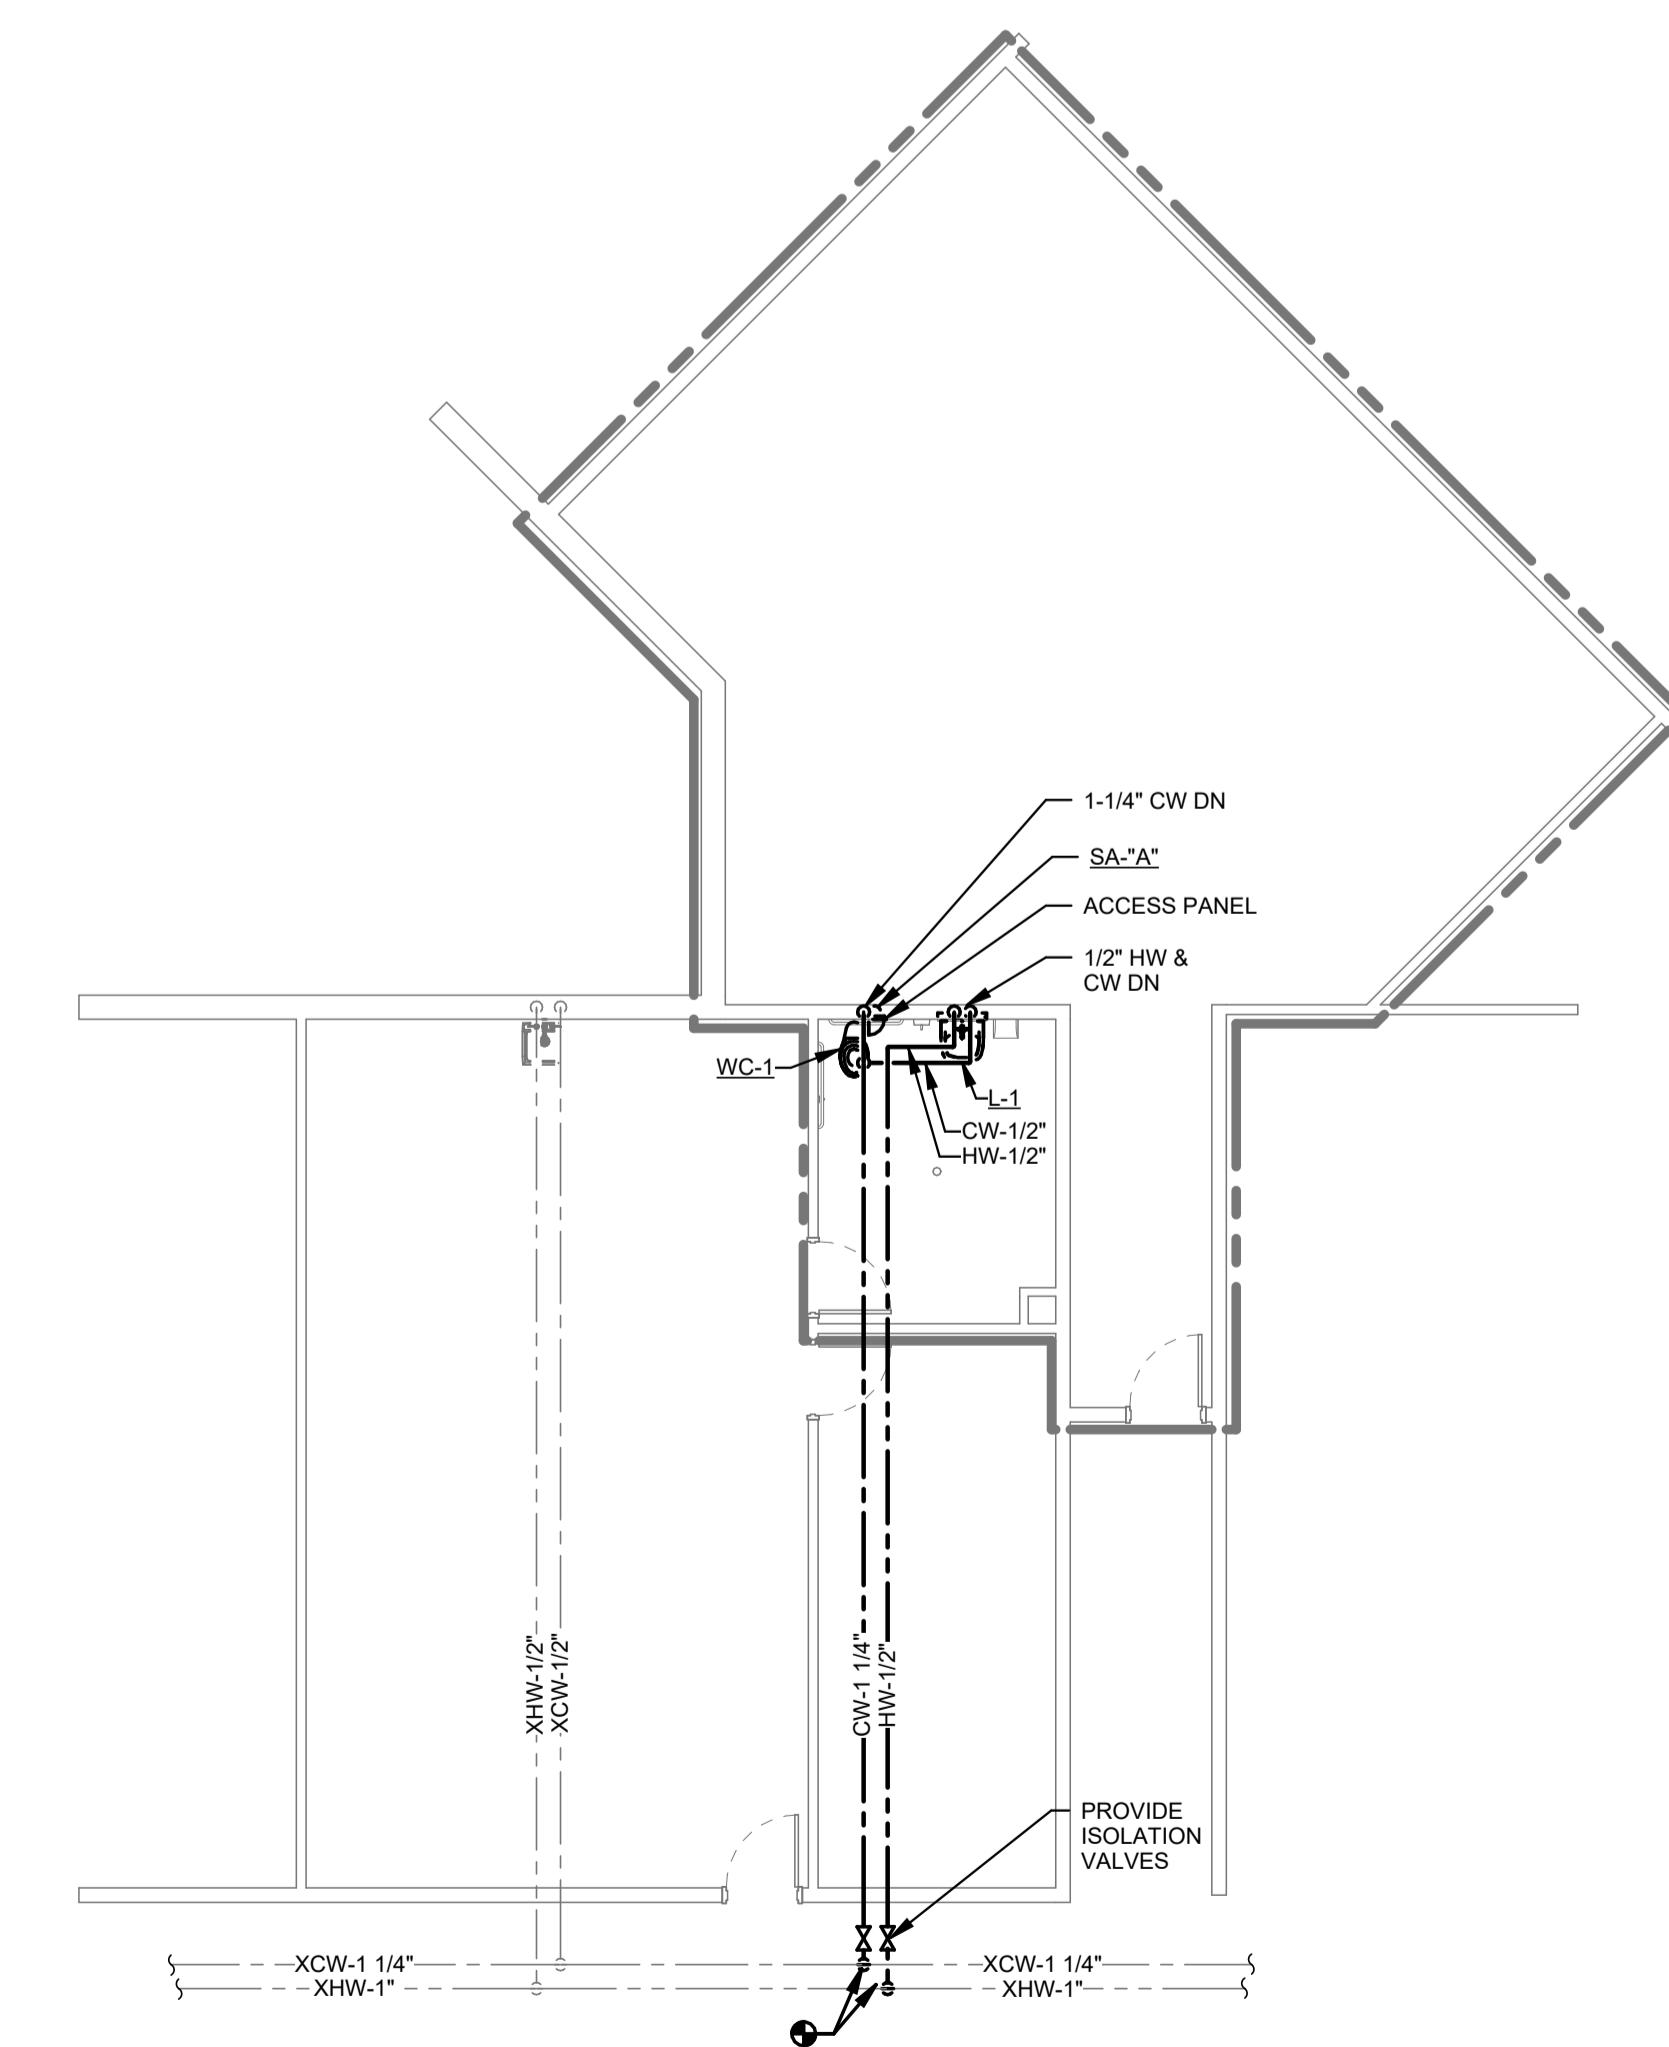 1-1/4" CW DN
SA-"A"
ACCESS PANEL
1/2" HW &
CW DN
WC-1
L-1
CW-1/2"
HW-1/2"
XHW-1/2"
XCW-1/2"
CW-1 1/4"
HW-1/2"
PROVIDE
ISOLATION
VALVES
XCW-1 1/4"
XCW-1 1/4"
XHW-1"
XHW-1"